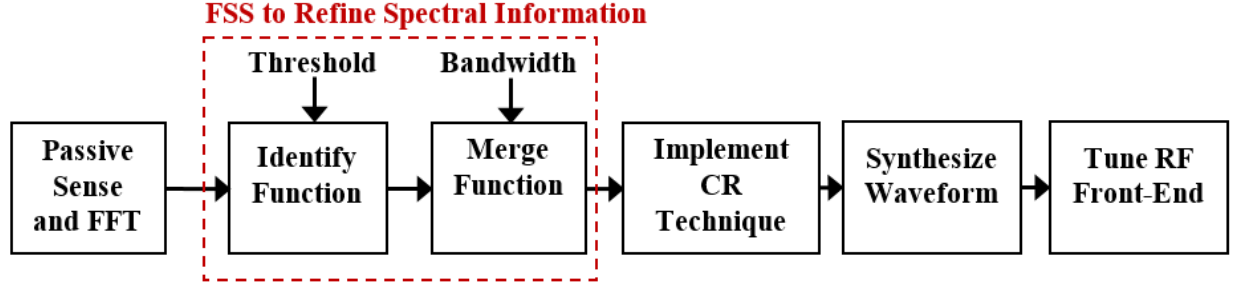 FSS to Refine Spectral Information
Threshold
Bandwidth
Passive
Sense
and FFT
Identify
Function
Merge
Function
Implement
CR
Technique
Synthesize
Waveform
Tune RF
Front-End